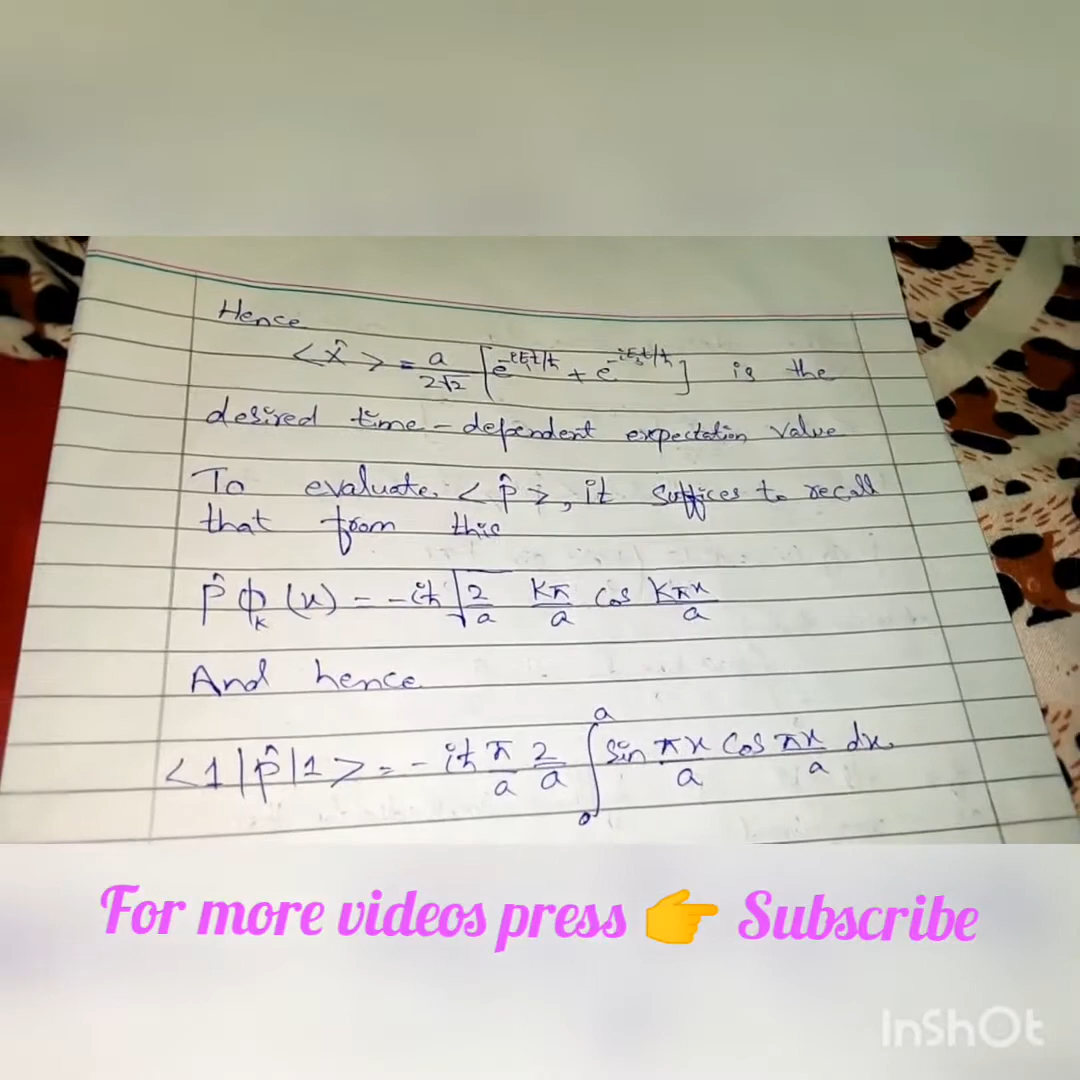 Hence
<x̂> = a/2√2 [e^-iE₁t/ħ + e^-iE₂t/ħ] is the
desired time-dependent expectation value
To evaluate <p̂>, it suffices to recall
that from this
p̂ ϕₖ(x) = -iħ √2/a kπ/a cos kπx/a
And hence
<1|p̂|1> = -iħ π/a 2/a ∫₀ᵃ sin πx/a cos πx/a dx
For more videos press 👉 Subscribe
InShOt